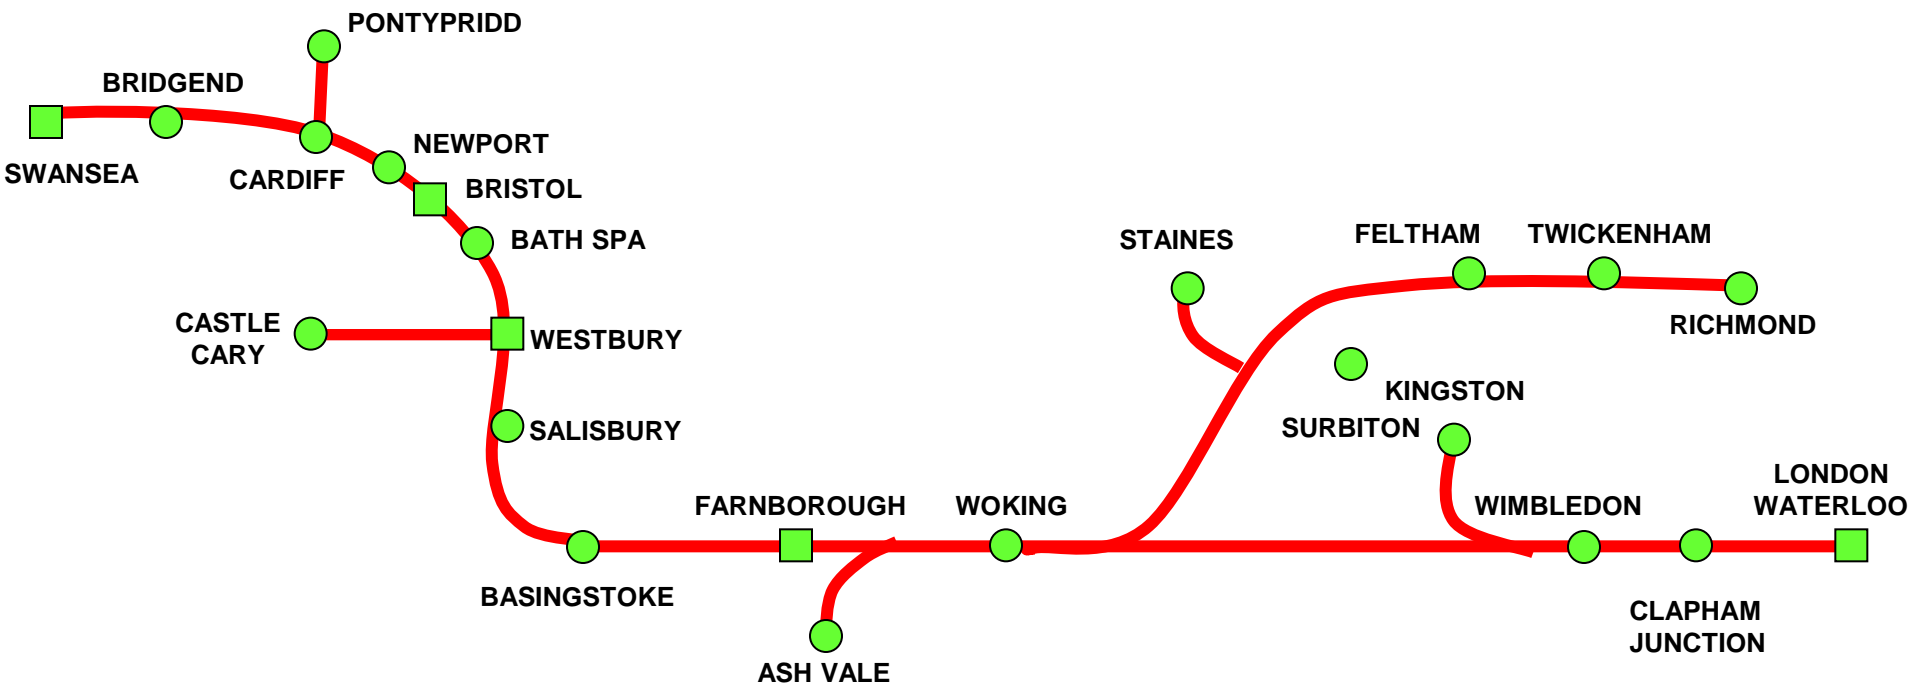 PONTYPRIDD
BRIDGEND
NEWPORT
SWANSEA
CARDIFF
BRISTOL
BATH SPA
STAINES
FELTHAM
TWICKENHAM
CASTLE
CARY
WESTBURY
RICHMOND
KINGSTON
SURBITON
SALISBURY
LONDON
WATERLOO
FARNBOROUGH
WOKING
WIMBLEDON
BASINGSTOKE
CLAPHAM
JUNCTION
ASH VALE